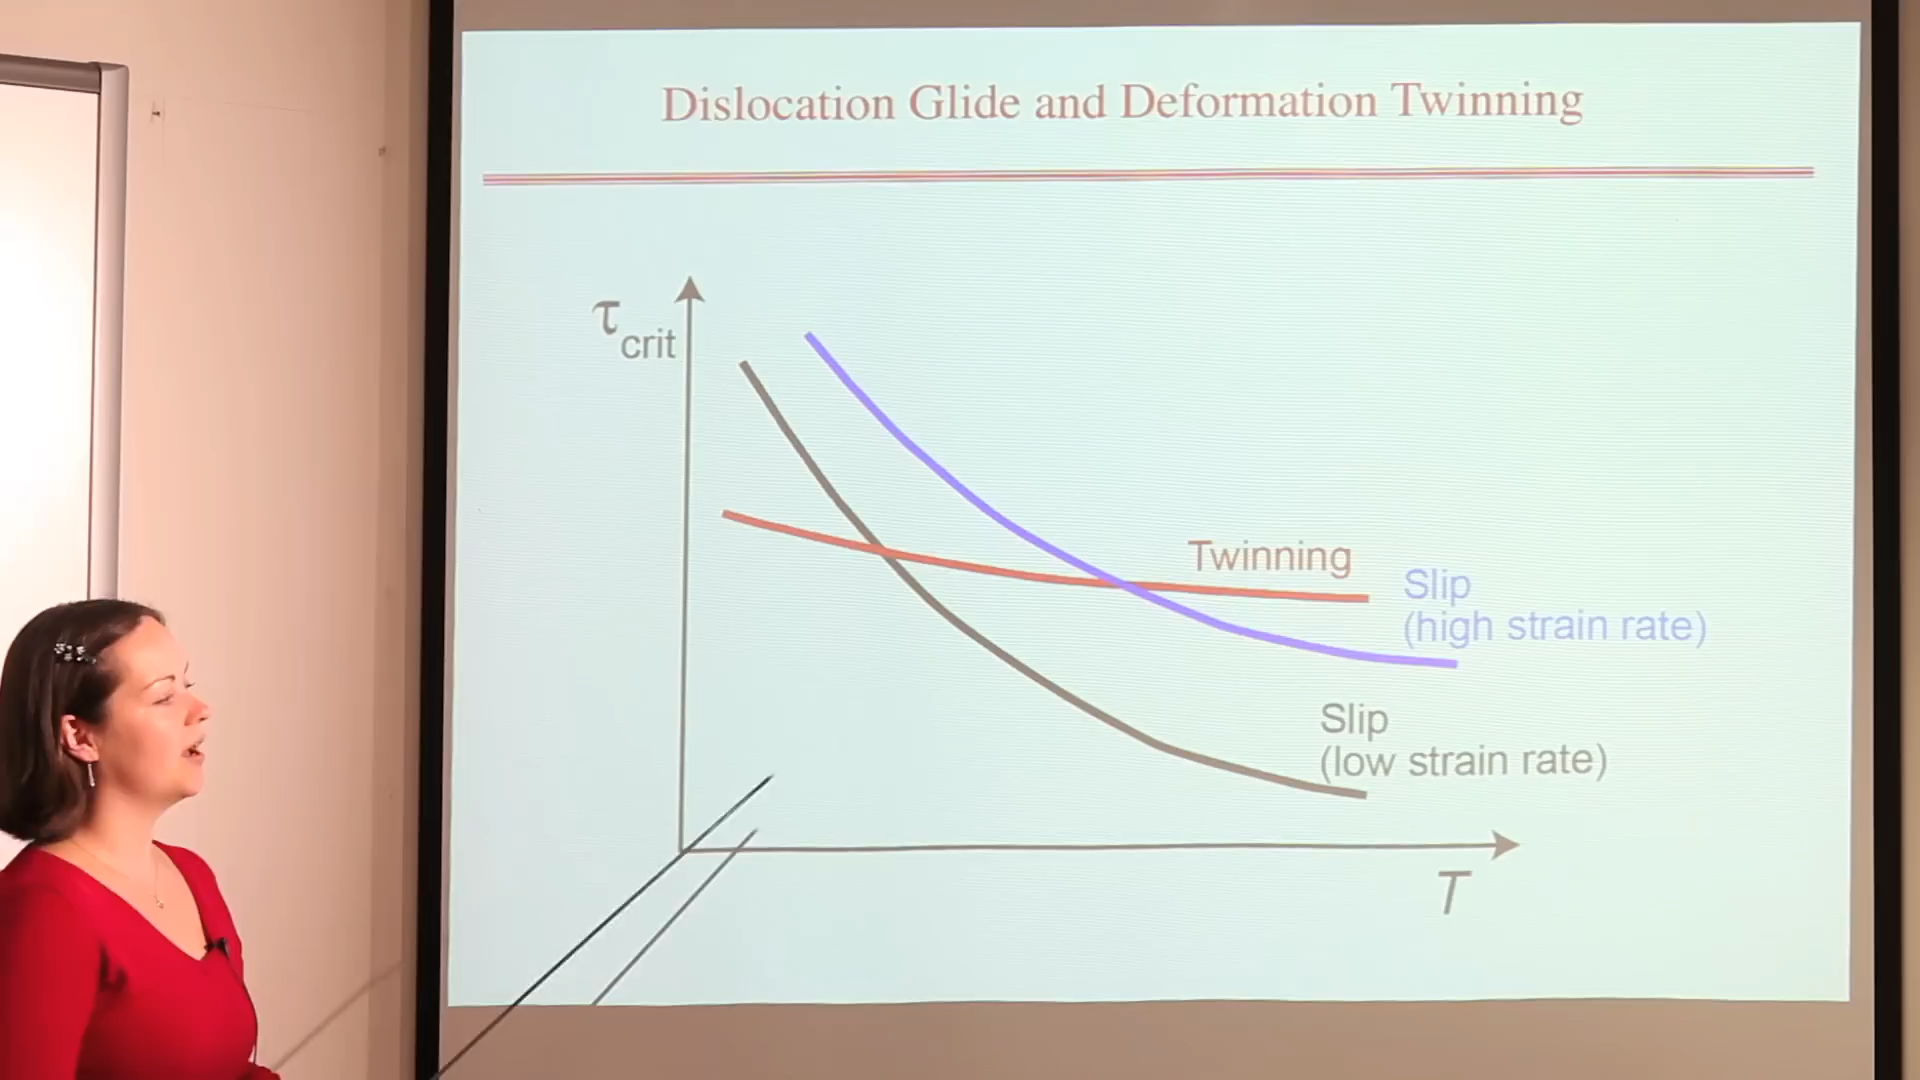 Dislocation Glide and Deformation Twinning
τcrit
Twinning
Slip
(high strain rate)
Slip
(low strain rate)
T